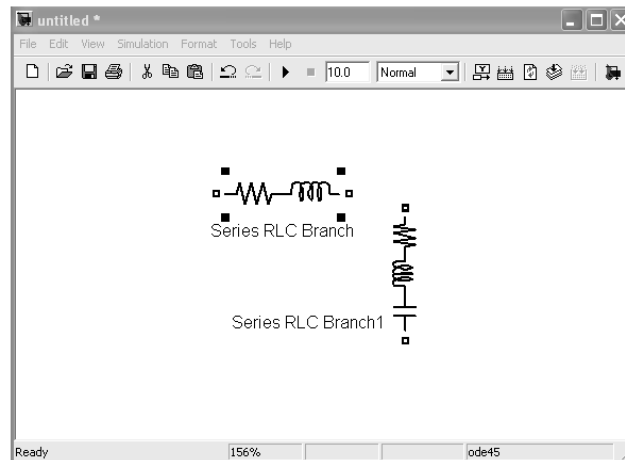 untitled *
File Edit View Simulation Format Tools Help
10.0 Normal
Series RLC Branch
Series RLC Branch1
Ready 156% ode45